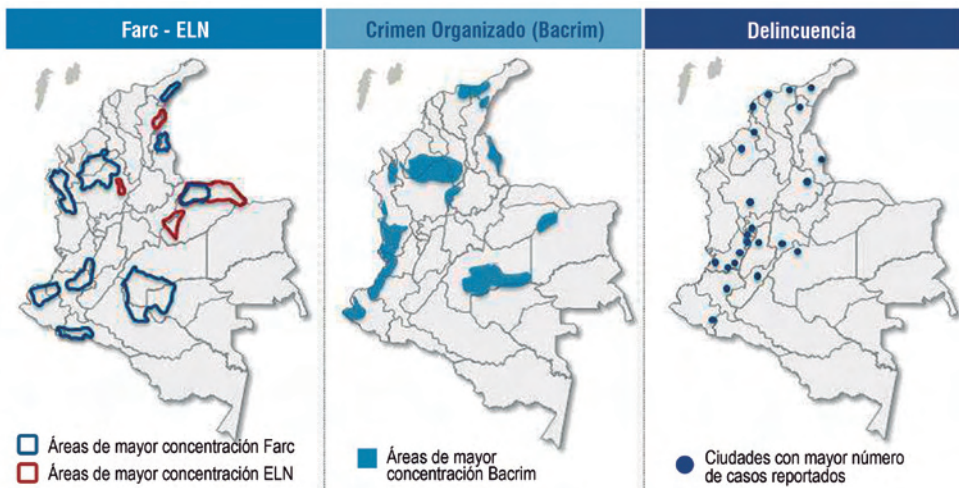 Farc - ELN
Crimen Organizado (Bacrim)
Delincuencia
Áreas de mayor concentración Farc
Áreas de mayor concentración ELN
Áreas de mayor
concentración Bacrim
Ciudades con mayor número
de casos reportados